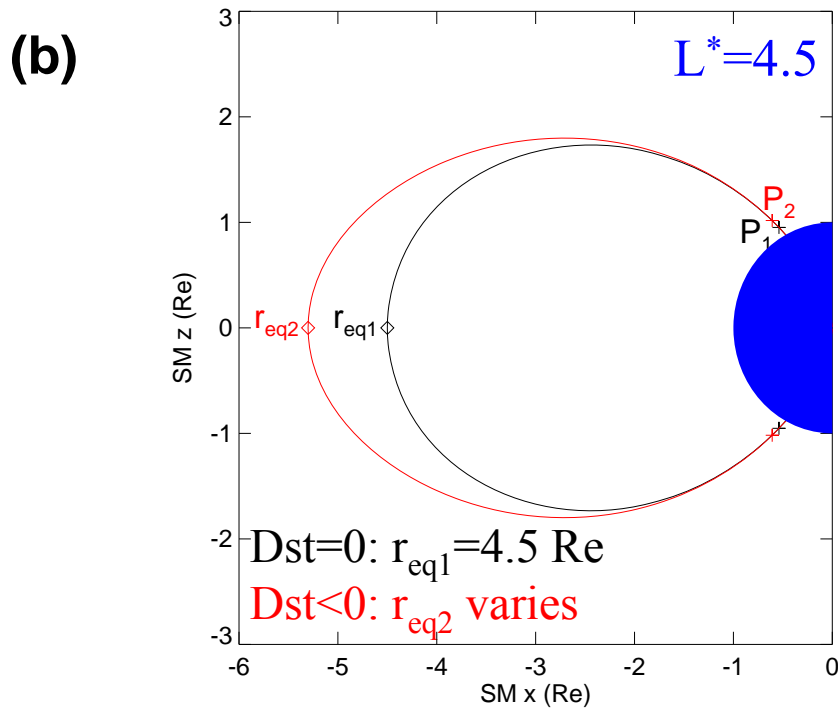 (b)
L*=4.5
3
2
1
0
-1
-2
-3
SM z (Re)
P2
P1
req2
req1
Dst=0: req1=4.5 Re
Dst<0: req2 varies
-6
-5
-4
-3
-2
-1
0
SM x (Re)